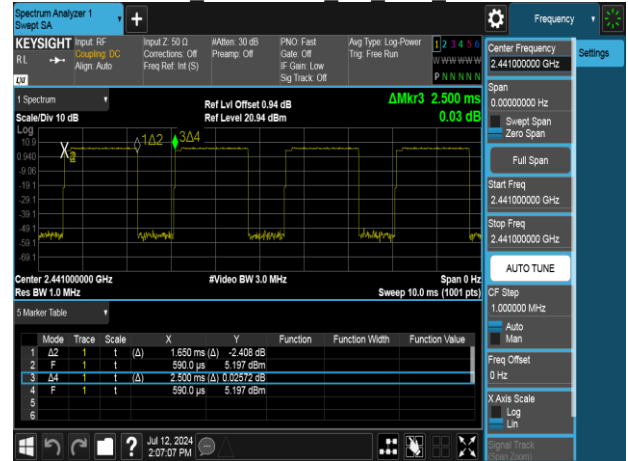 Spectrum Analyzer 1
Swept SA
Frequency
KEYSIGHT
RL
LXI
Input: RF
Coupling: DC
Align: Auto
Input Z: 50 Ω
Corrections: Off
Freq Ref: Int (S)
#Atten: 30 dB
Preamp: Off
PNO: Fast
Gate: Off
IF Gain: Low
Sig Track: Off
Avg Type: Log-Power
Trig: Free Run
1 2 3 4 5 6
W W W W W W
P N N N N N
1 Spectrum
Scale/Div 10 dB
Ref Lvl Offset 0.94 dB
Ref Level 20.94 dBm
ΔMkr3 2.500 ms
0.03 dB
Log
10.9
0.940
-9.06
-19.1
-29.1
-39.1
-49.1
-59.1
-69.1
X
1Δ2
3Δ4
Center 2.441000000 GHz
#Video BW 3.0 MHz
Span 0 Hz
Res BW 1.0 MHz
Sweep 10.0 ms (1001 pts)
5 Marker Table
Mode Trace Scale X Y Function Function Width Function Value
1 Δ2 1 t (Δ) 1.650 ms (Δ) -2.408 dB
2 F 1 t 590.0 µs 5.197 dBm
3 Δ4 1 t (Δ) 2.500 ms (Δ) 0.02572 dB
4 F 1 t 590.0 µs 5.197 dBm
5
6
?
Jul 12, 2024
2:07:07 PM
Settings
Center Frequency
2.441000000 GHz
Span
0.00000000 Hz
Swept Span
Zero Span
Full Span
Start Freq
2.441000000 GHz
Stop Freq
2.441000000 GHz
AUTO TUNE
CF Step
1.000000 MHz
Auto
Man
Freq Offset
0 Hz
X Axis Scale
Log
Lin
Signal Track
(Span Zoom)